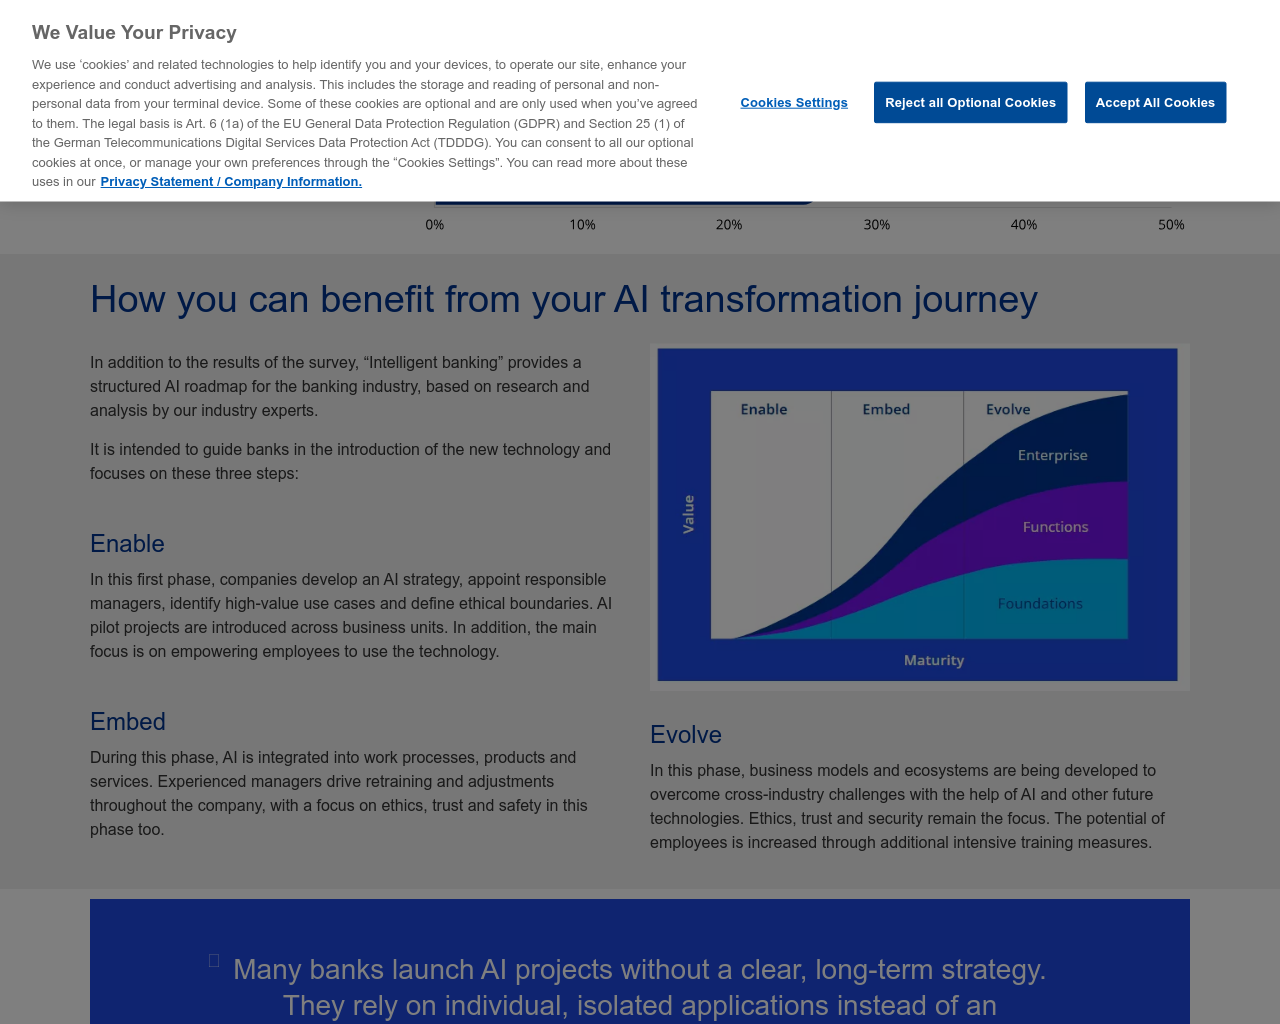 We Value Your Privacy
We use ‘cookies’ and related technologies to help identify you and your devices, to operate our site, enhance your
experience and conduct advertising and analysis. This includes the storage and reading of personal and non-
personal data from your terminal device. Some of these cookies are optional and are only used when you’ve agreed
to them. The legal basis is Art. 6 (1a) of the EU General Data Protection Regulation (GDPR) and Section 25 (1) of
the German Telecommunications Digital Services Data Protection Act (TDDDG). You can consent to all our optional
cookies at once, or manage your own preferences through the “Cookies Settings”. You can read more about these
uses in our Privacy Statement / Company Information.
Cookies Settings
Reject all Optional Cookies
Accept All Cookies
0% 10% 20% 30% 40% 50%
How you can benefit from your AI transformation journey
In addition to the results of the survey, “Intelligent banking” provides a
structured AI roadmap for the banking industry, based on research and
analysis by our industry experts.
It is intended to guide banks in the introduction of the new technology and
focuses on these three steps:
Enable
In this first phase, companies develop an AI strategy, appoint responsible
managers, identify high-value use cases and define ethical boundaries. AI
pilot projects are introduced across business units. In addition, the main
focus is on empowering employees to use the technology.
Embed
During this phase, AI is integrated into work processes, products and
services. Experienced managers drive retraining and adjustments
throughout the company, with a focus on ethics, trust and safety in this
phase too.
Enable Embed Evolve
Enterprise
Functions
Foundations
Value
Maturity
Evolve
In this phase, business models and ecosystems are being developed to
overcome cross-industry challenges with the help of AI and other future
technologies. Ethics, trust and security remain the focus. The potential of
employees is increased through additional intensive training measures.
Many banks launch AI projects without a clear, long-term strategy.
They rely on individual, isolated applications instead of an